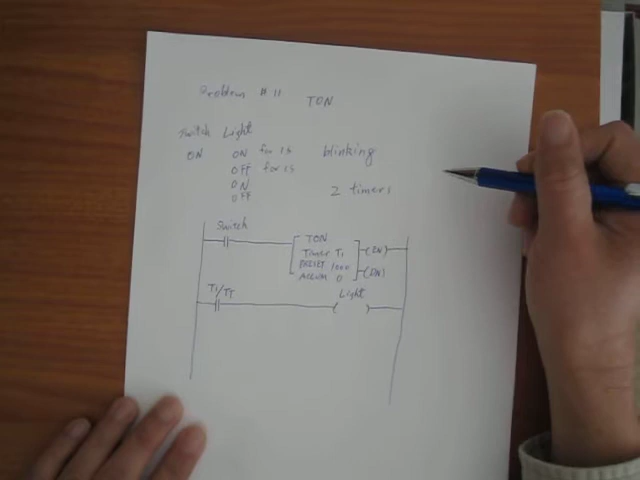 Problem # 11 TON
Switch Light
ON ON for 1s blinking
OFF for 1s
ON 2 timers
OFF
Switch
TON
Timer T1 (EN)
PRESET 1000
ACCUM 0 (DN)
T1/TT Light